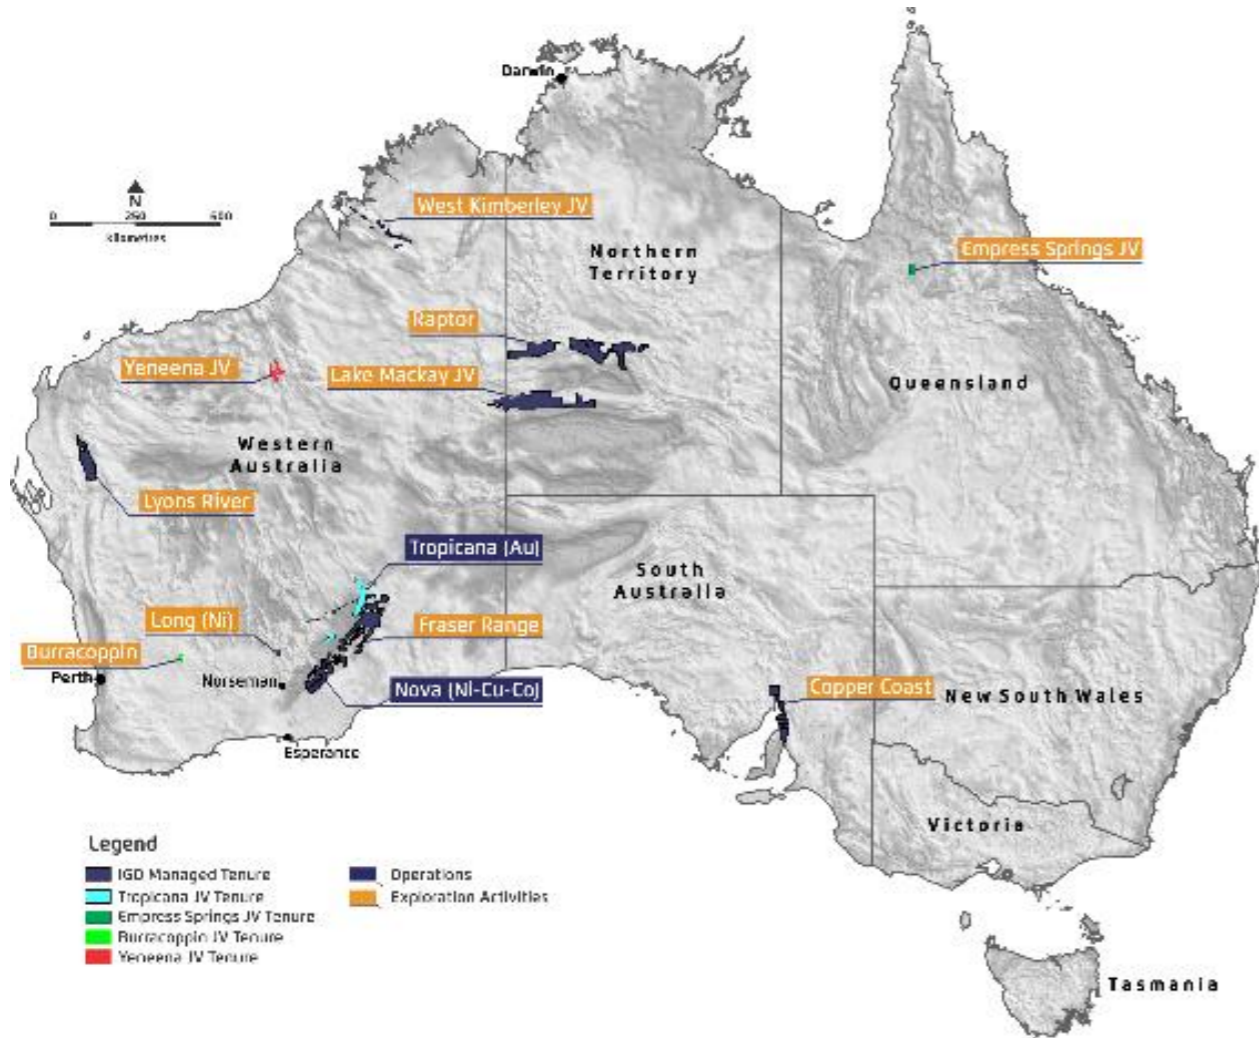 Darwin
N
0 250 500
kilometres
West Kimberley JV
Northern
Territory
Empress Springs JV
Raptor
Yeneena JV
Lake Mackay JV
Queensland
Western
Australia
Lyons River
Tropicana (Au)
South
Australia
Long (Ni)
Fraser Range
Burracoppin
Perth
Norseman
Nova (Ni-Cu-Co)
Copper Coast
New South Wales
Esperance
Victoria
Legend
IGO Managed Tenure
Tropicana JV Tenure
Empress Springs JV Tenure
Burracoppin JV Tenure
Yeneena JV Tenure
Operations
Exploration Activities
Tasmania